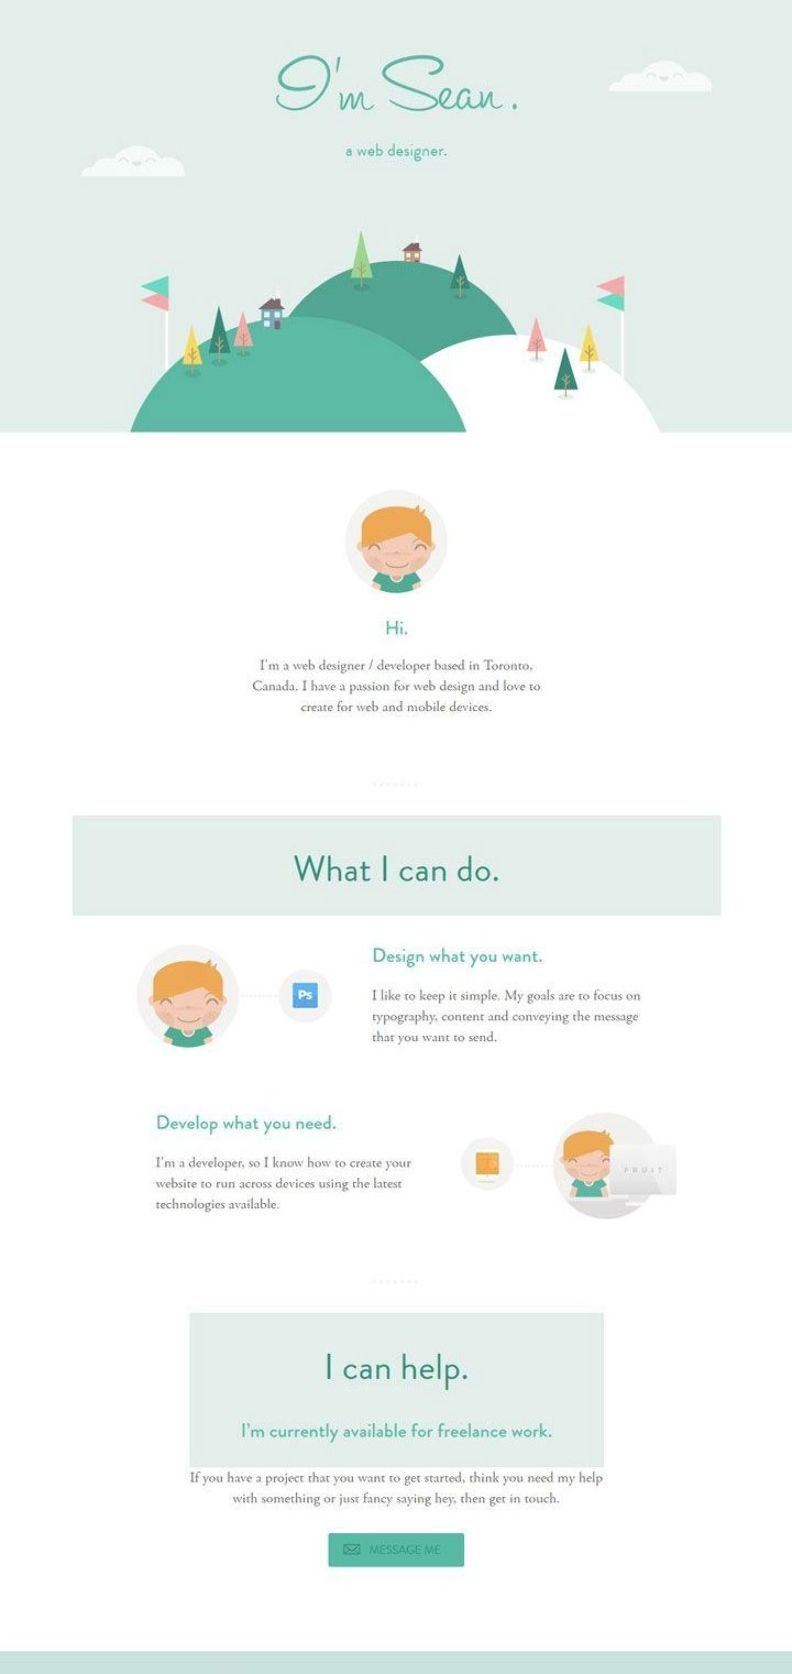 I'm Sean.
a web designer.
Hi.
I'm a web designer / developer based in Toronto,
Canada. I have a passion for web design and love to
create for web and mobile devices.
What I can do.
Design what you want.
Ps
I like to keep it simple. My goals are to focus on
typography, content and conveying the message
that you want to send.
Develop what you need.
I'm a developer, so I know how to create your
website to run across devices using the latest
technologies available.
FRUIT
I can help.
I'm currently available for freelance work.
If you have a project that you want to get started, think you need my help
with something or just fancy saying hey, then get in touch.
MESSAGE ME